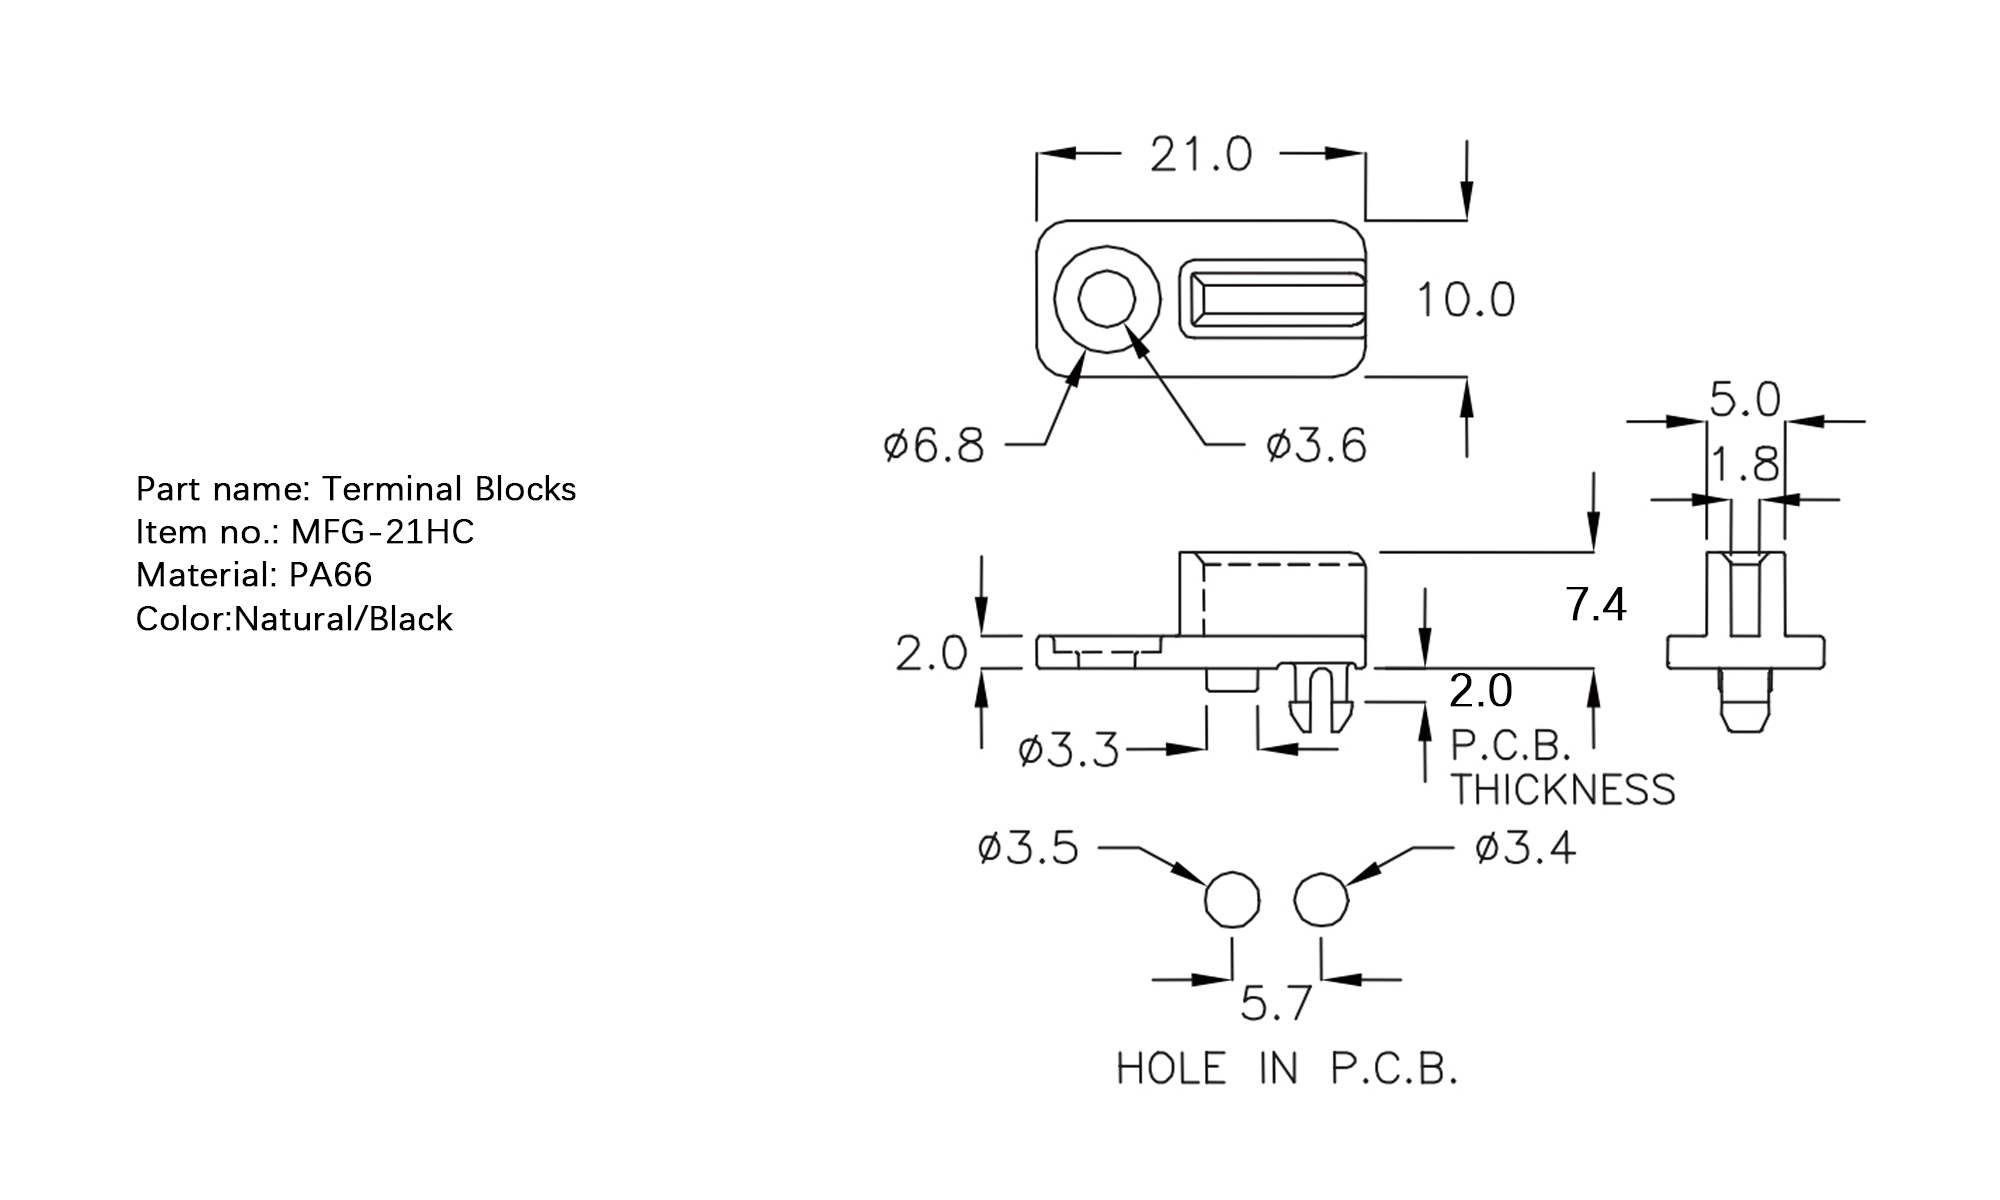 Part name: Terminal Blocks
Item no.: MFG-21HC
Material: PA66
Color:Natural/Black
21.0
10.0
ø6.8
ø3.6
5.0
1.8
7.4
2.0
2.0
P.C.B.
THICKNESS
ø3.3
ø3.5
ø3.4
5.7
HOLE IN P.C.B.